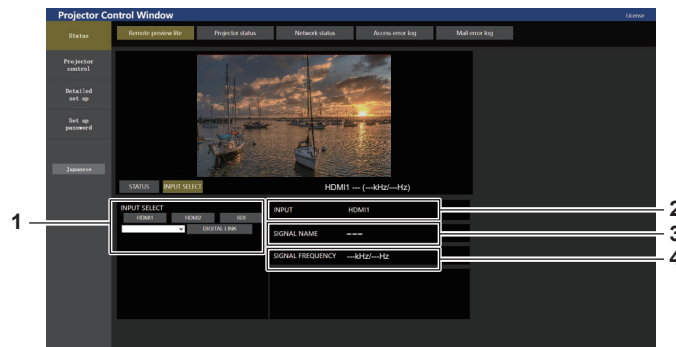 Projector Control Window
License
Status
Remote preview lite
Projector status
Network status
Access error log
Mail error log
Projector
control
Detailed
set up
Set up
password
Japanese
STATUS
INPUT SELECT
HDMI1 --- (---kHz/---Hz)
INPUT SELECT
HDMI1
HDMI2
SDI
DIGITAL LINK
INPUT HDMI1
SIGNAL NAME ---
SIGNAL FREQUENCY ---kHz/---Hz
1
2
3
4